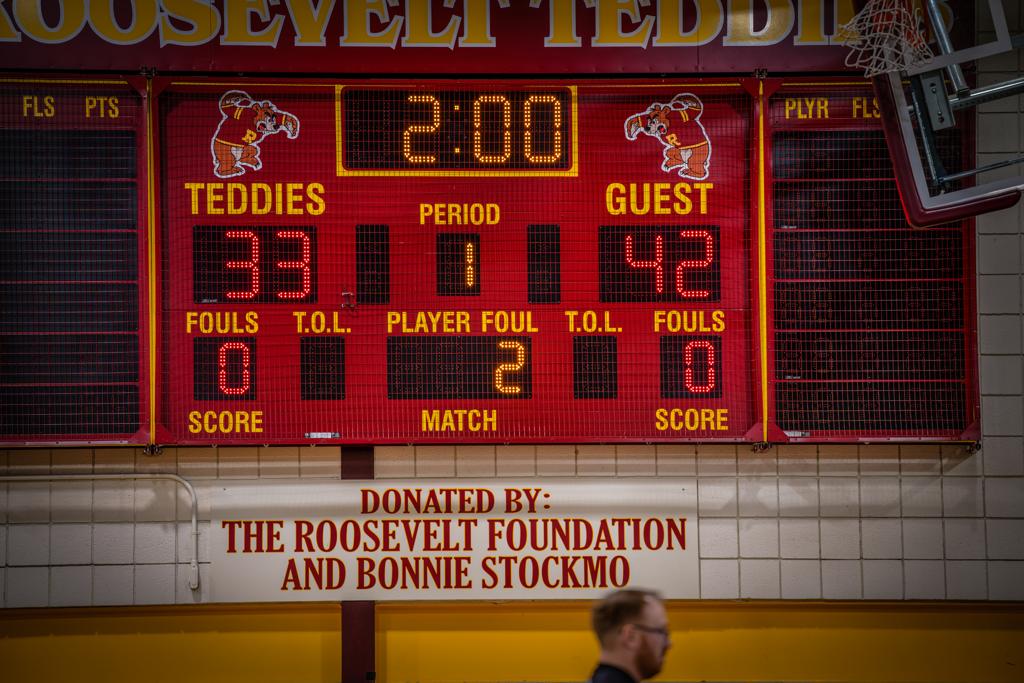 ROOSEVELT TEDDIES
FLS PTS
2:00
PLYR FLS
R
R
TEDDIES
GUEST
PERIOD
33
1
42
FOULS T.O.L. PLAYER FOUL T.O.L. FOULS
0
2
0
SCORE MATCH SCORE
DONATED BY:
THE ROOSEVELT FOUNDATION
AND BONNIE STOCKMO